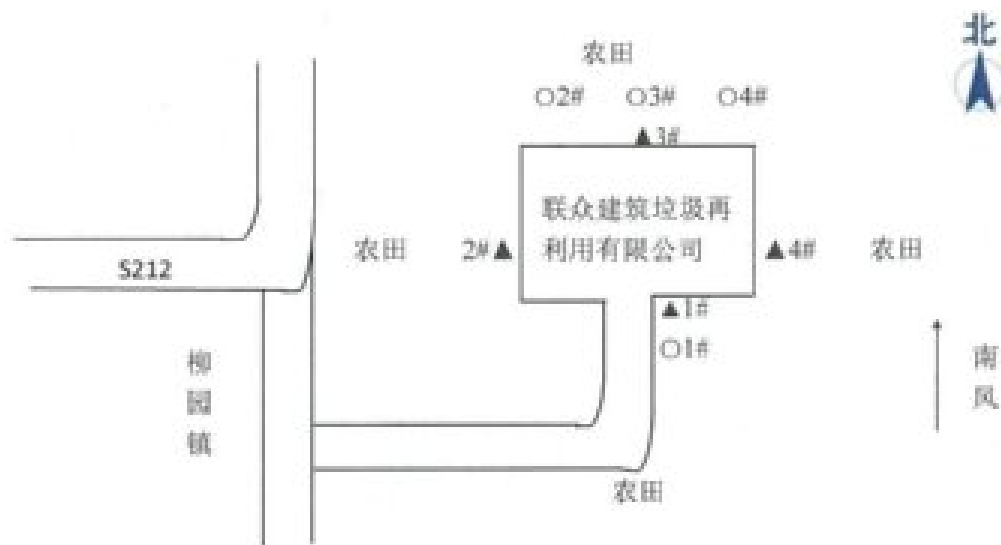 北
农田
○2# ○3# ○4#
▲3#
联众建筑垃圾再
利用有限公司
农田
2#▲
▲4#
农田
S212
▲1#
○1#
柳园镇
南风
农田